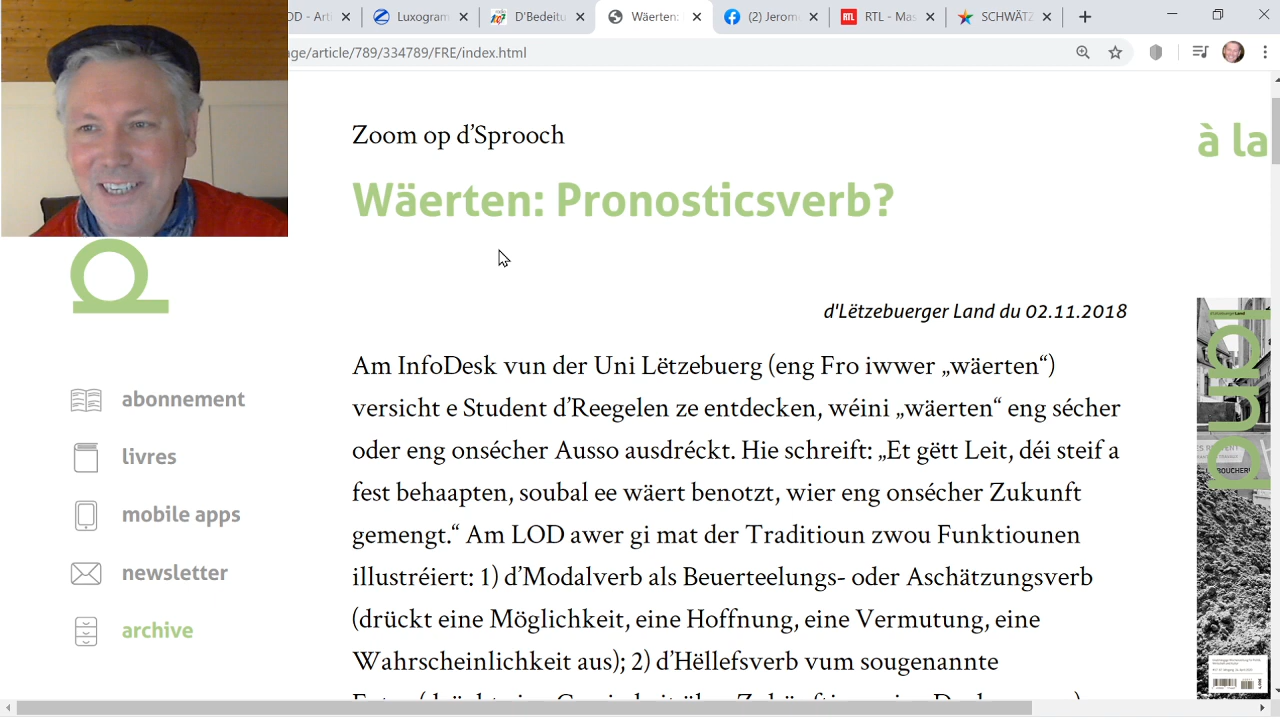 OD - Arti
Luxogram
D'Bedeitu
Wäerten:
(2) Jerom
RTL - Mas
SCHWÄTZ
ge/article/789/334789/FRE/index.html
Zoom op d’Sprooch
à la
Wäerten: Pronosticsverb?
d'Lëtzebuerger Land du 02.11.2018
Am InfoDesk vun der Uni Lëtzebuerg (eng Fro iwwer „wäerten“)
versicht e Student d’Reegelen ze entdecken, wéini „wäerten“ eng sécher
oder eng onsécher Ausso ausdréckt. Hie schreift: „Et gëtt Leit, déi steif a
fest behaapten, soubal ee wäert benotzt, wier eng onsécher Zukunft
gemengt.“ Am LOD awer gi mat der Traditioun zwou Funktiounen
illustréiert: 1) d’Modalverb als Beuerteelungs- oder Aschätzungsverb
(drückt eine Möglichkeit, eine Hoffnung, eine Vermutung, eine
Wahrscheinlichkeit aus); 2) d’Hëllefsverb vum sougenannte
abonnement
livres
mobile apps
newsletter
archive
land